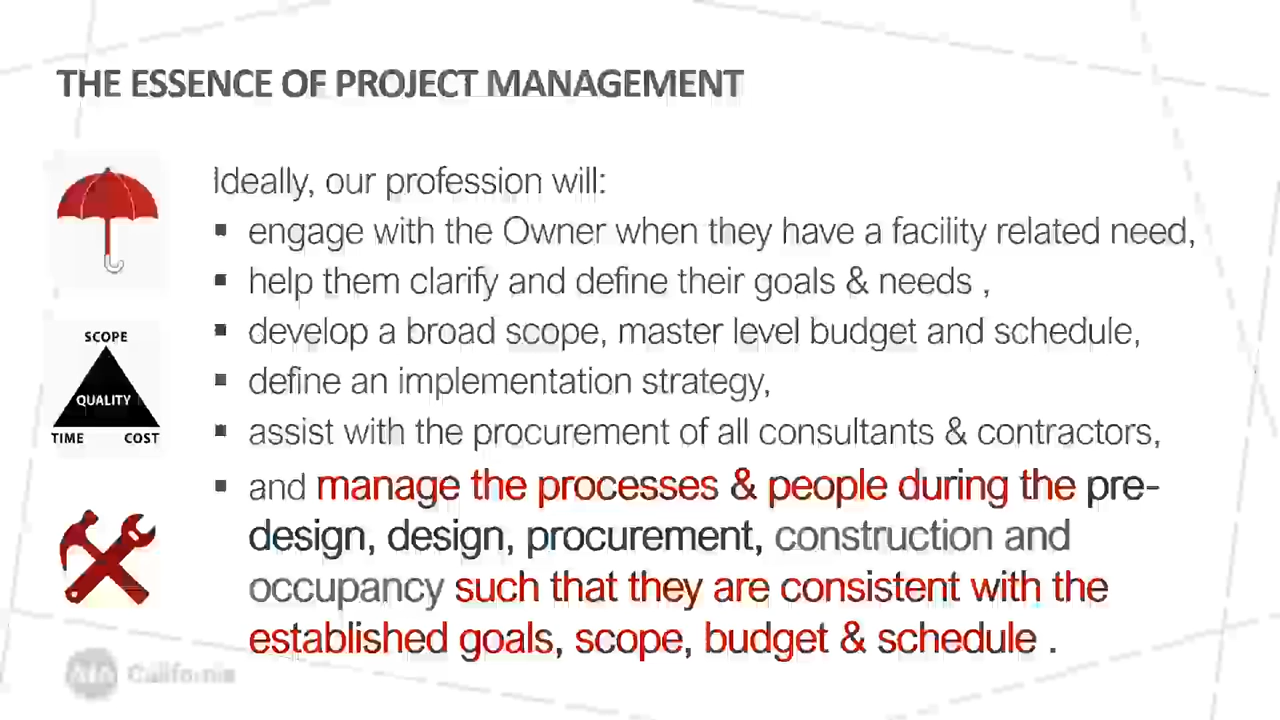 THE ESSENCE OF PROJECT MANAGEMENT
Ideally, our profession will:
▪ engage with the Owner when they have a facility related need,
▪ help them clarify and define their goals & needs ,
▪ develop a broad scope, master level budget and schedule,
▪ define an implementation strategy,
▪ assist with the procurement of all consultants & contractors,
▪ and manage the processes & people during the pre-
design, design, procurement, construction and
occupancy such that they are consistent with the
established goals, scope, budget & schedule .
SCOPE
QUALITY
TIME COST
AIA California